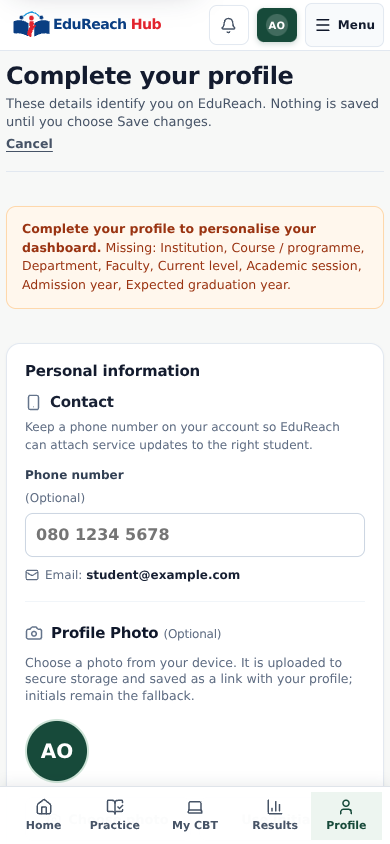 EduReach Hub
AO
Menu
Complete your profile
These details identify you on EduReach. Nothing is saved
until you choose Save changes.
Cancel
Complete your profile to personalise your
dashboard. Missing: Institution, Course / programme,
Department, Faculty, Current level, Academic session,
Admission year, Expected graduation year.
Personal information
Contact
Keep a phone number on your account so EduReach
can attach service updates to the right student.
Phone number
(Optional)
080 1234 5678
Email: student@example.com
Profile Photo (Optional)
Choose a photo from your device. It is uploaded to
secure storage and saved as a link with your profile;
initials remain the fallback.
AO
Home
Practice
My CBT
Results
Profile